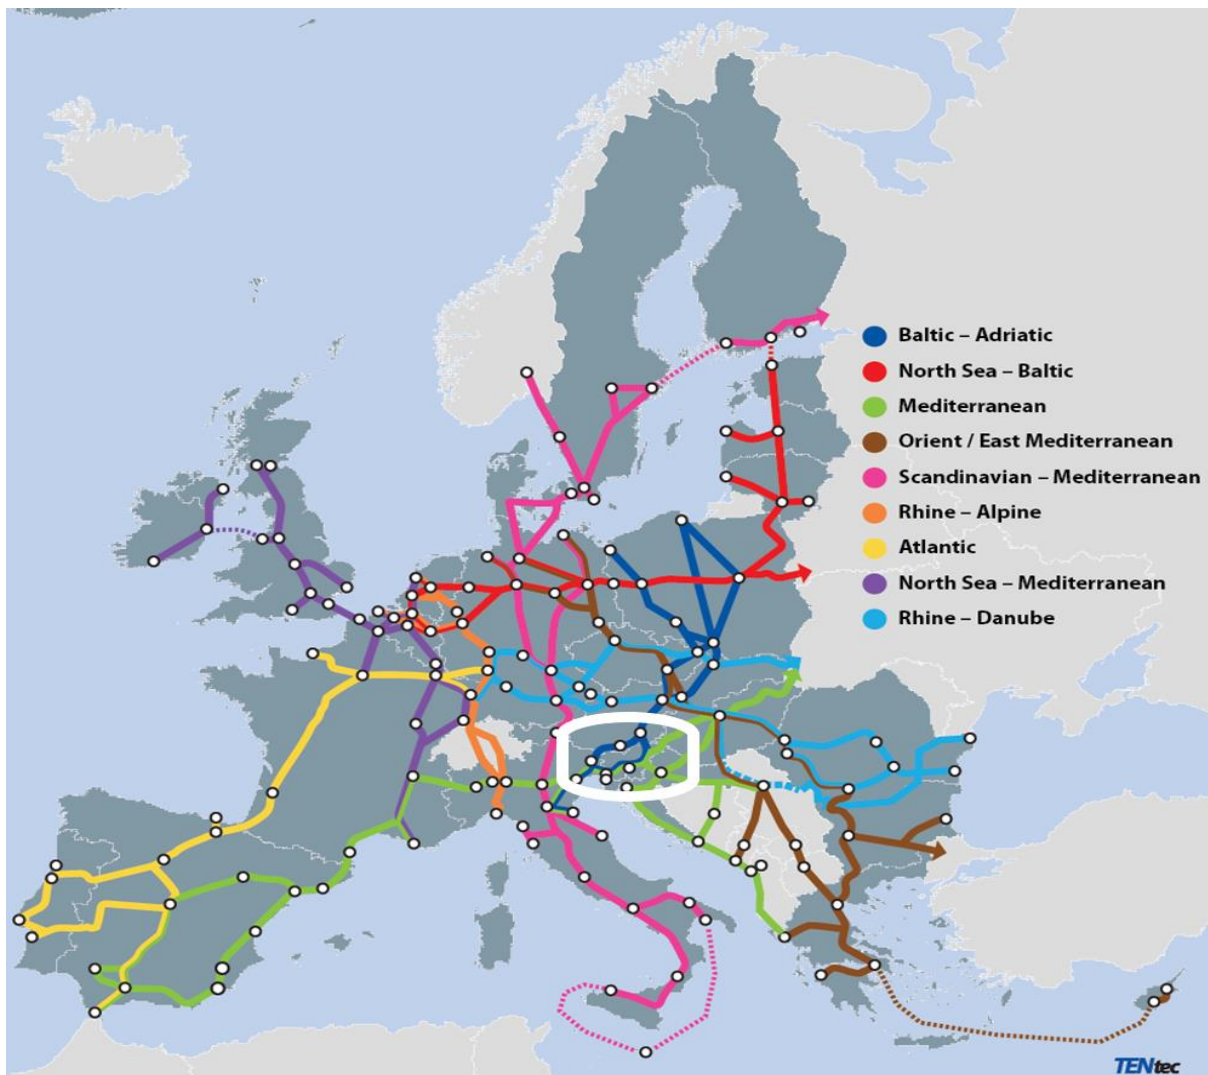 Baltic – Adriatic
North Sea – Baltic
Mediterranean
Orient / East Mediterranean
Scandinavian – Mediterranean
Rhine – Alpine
Atlantic
North Sea – Mediterranean
Rhine – Danube
TENtec